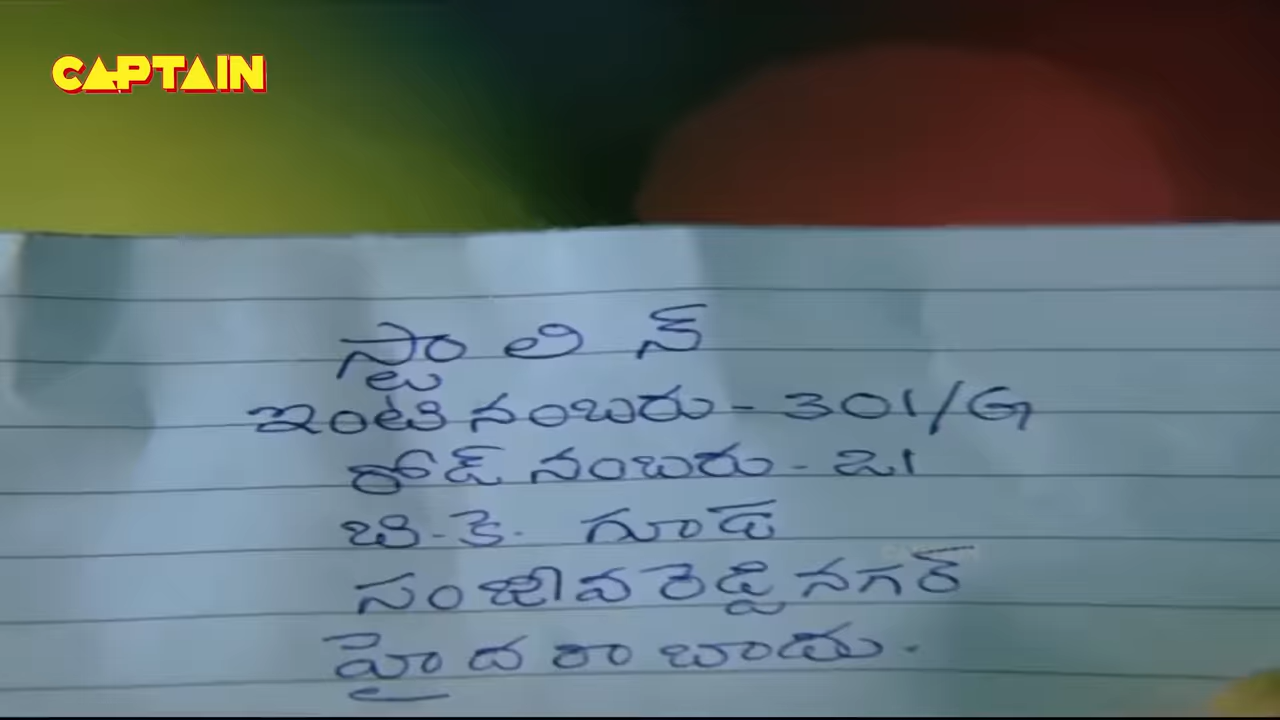 CAPTAIN
స్టాలిన్
ఇంటి నంబరు - 301/G
రోడ్ నంబరు - 21
బి.కె. గూడ
సంజీవరెడ్డినగర్
హైదరాబాదు.